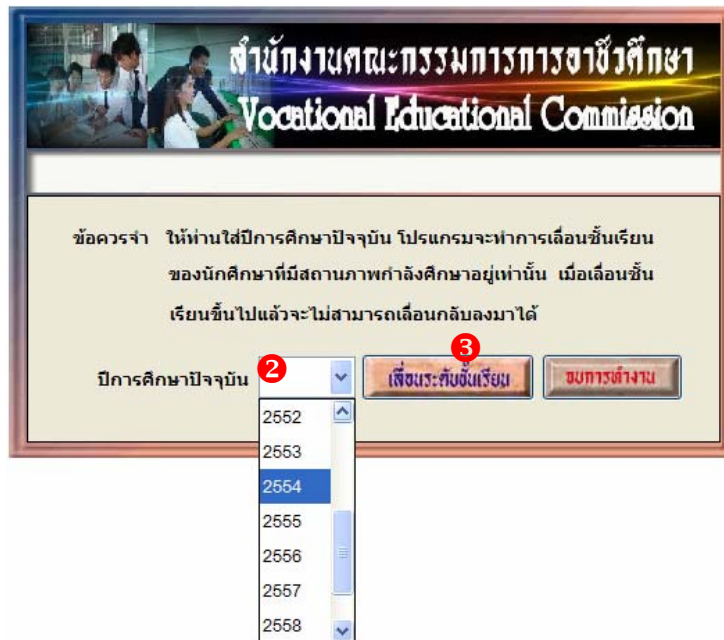 สำนักงานคณะกรรมการการอาชีวศึกษา
Vocational Educational Commission
ข้อควรจำ ให้ท่านใส่ปีการศึกษาปัจจุบัน โปรแกรมจะทำการเลื่อนชั้นเรียน
ของนักศึกษาที่มีสถานภาพกำลังศึกษาอยู่เท่านั้น เมื่อเลื่อนชั้น
เรียนขึ้นไปแล้วจะไม่สามารถเลื่อนกลับลงมาได้
3
ปีการศึกษาปัจจุบัน 2 เลื่อนระดับชั้นเรียน จบการทำงาน
2552
2553
2554
2555
2556
2557
2558